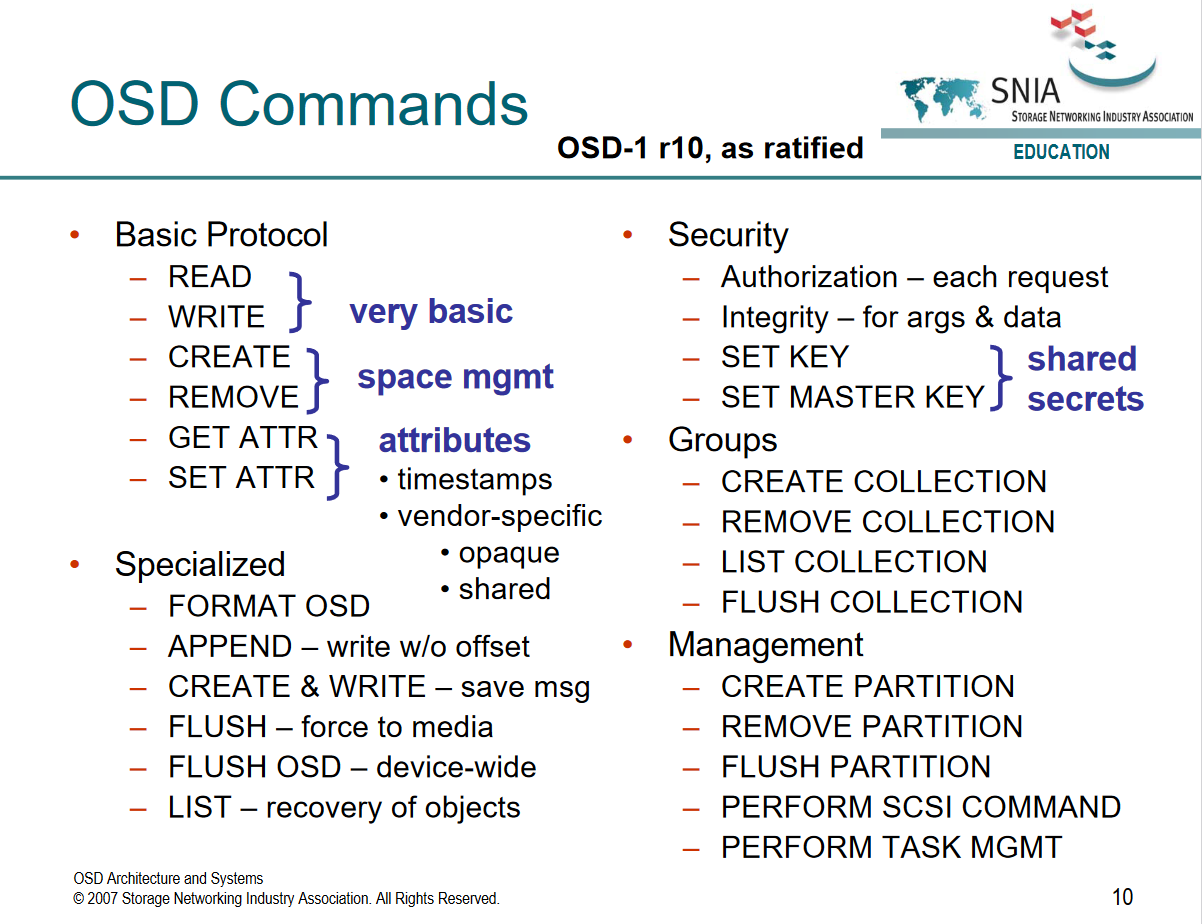 OSD Commands
OSD-1 r10, as ratified
SNIA
STORAGE NETWORKING INDUSTRY ASSOCIATION
EDUCATION
• Basic Protocol
– READ
– WRITE
very basic
– CREATE
– REMOVE
space mgmt
– GET ATTR
– SET ATTR
attributes
• timestamps
• vendor-specific
• opaque
• shared
• Specialized
– FORMAT OSD
– APPEND – write w/o offset
– CREATE & WRITE – save msg
– FLUSH – force to media
– FLUSH OSD – device-wide
– LIST – recovery of objects
• Security
– Authorization – each request
– Integrity – for args & data
– SET KEY
– SET MASTER KEY
shared
secrets
• Groups
– CREATE COLLECTION
– REMOVE COLLECTION
– LIST COLLECTION
– FLUSH COLLECTION
• Management
– CREATE PARTITION
– REMOVE PARTITION
– FLUSH PARTITION
– PERFORM SCSI COMMAND
– PERFORM TASK MGMT
OSD Architecture and Systems
© 2007 Storage Networking Industry Association. All Rights Reserved.
10